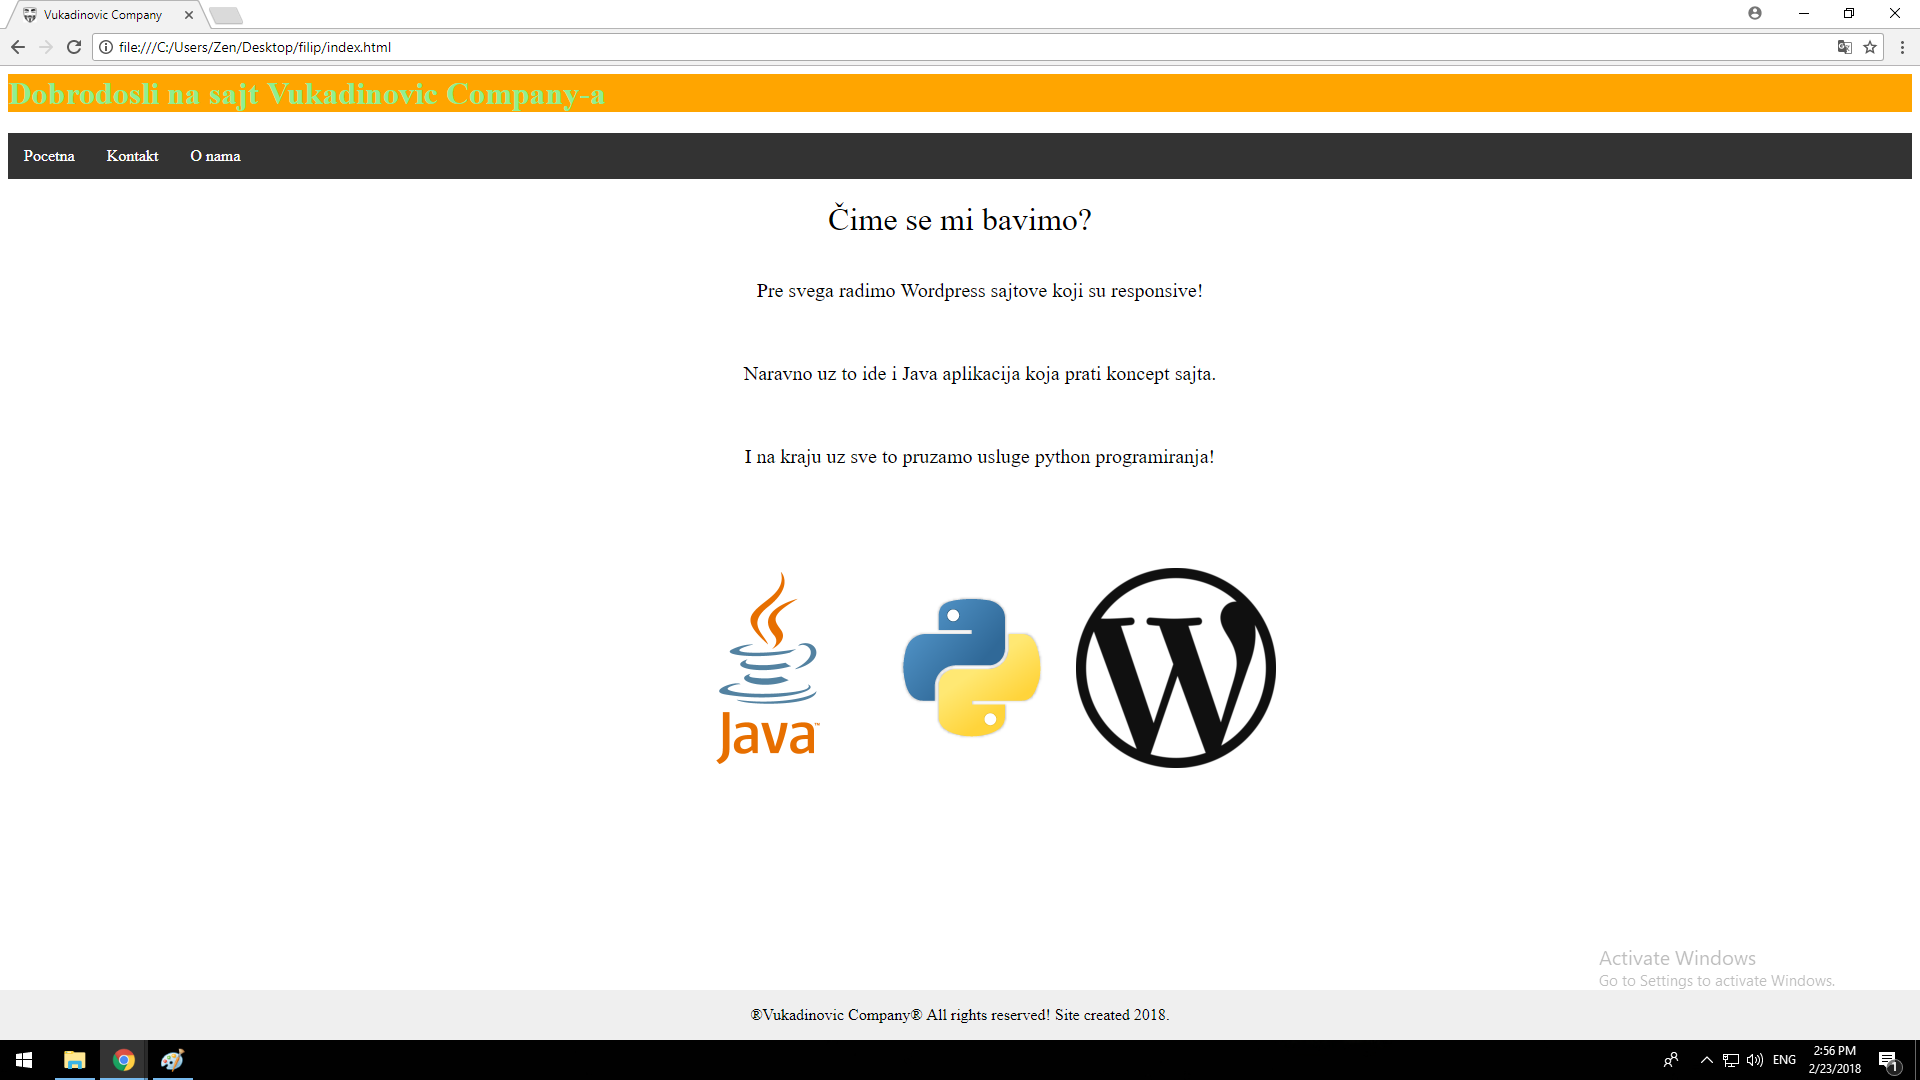 Vukadinovic Company
file:///C:/Users/Zen/Desktop/filip/index.html
Dobrodosli na sajt Vukadinovic Company-a
Pocetna Kontakt O nama
Čime se mi bavimo?
Pre svega radimo Wordpress sajtove koji su responsive!
Naravno uz to ide i Java aplikacija koja prati koncept sajta.
I na kraju uz sve to pruzamo usluge python programiranja!
Java™
W
Activate Windows
Go to Settings to activate Windows.
®Vukadinovic Company® All rights reserved! Site created 2018.
ENG
2:56 PM
2/23/2018
1